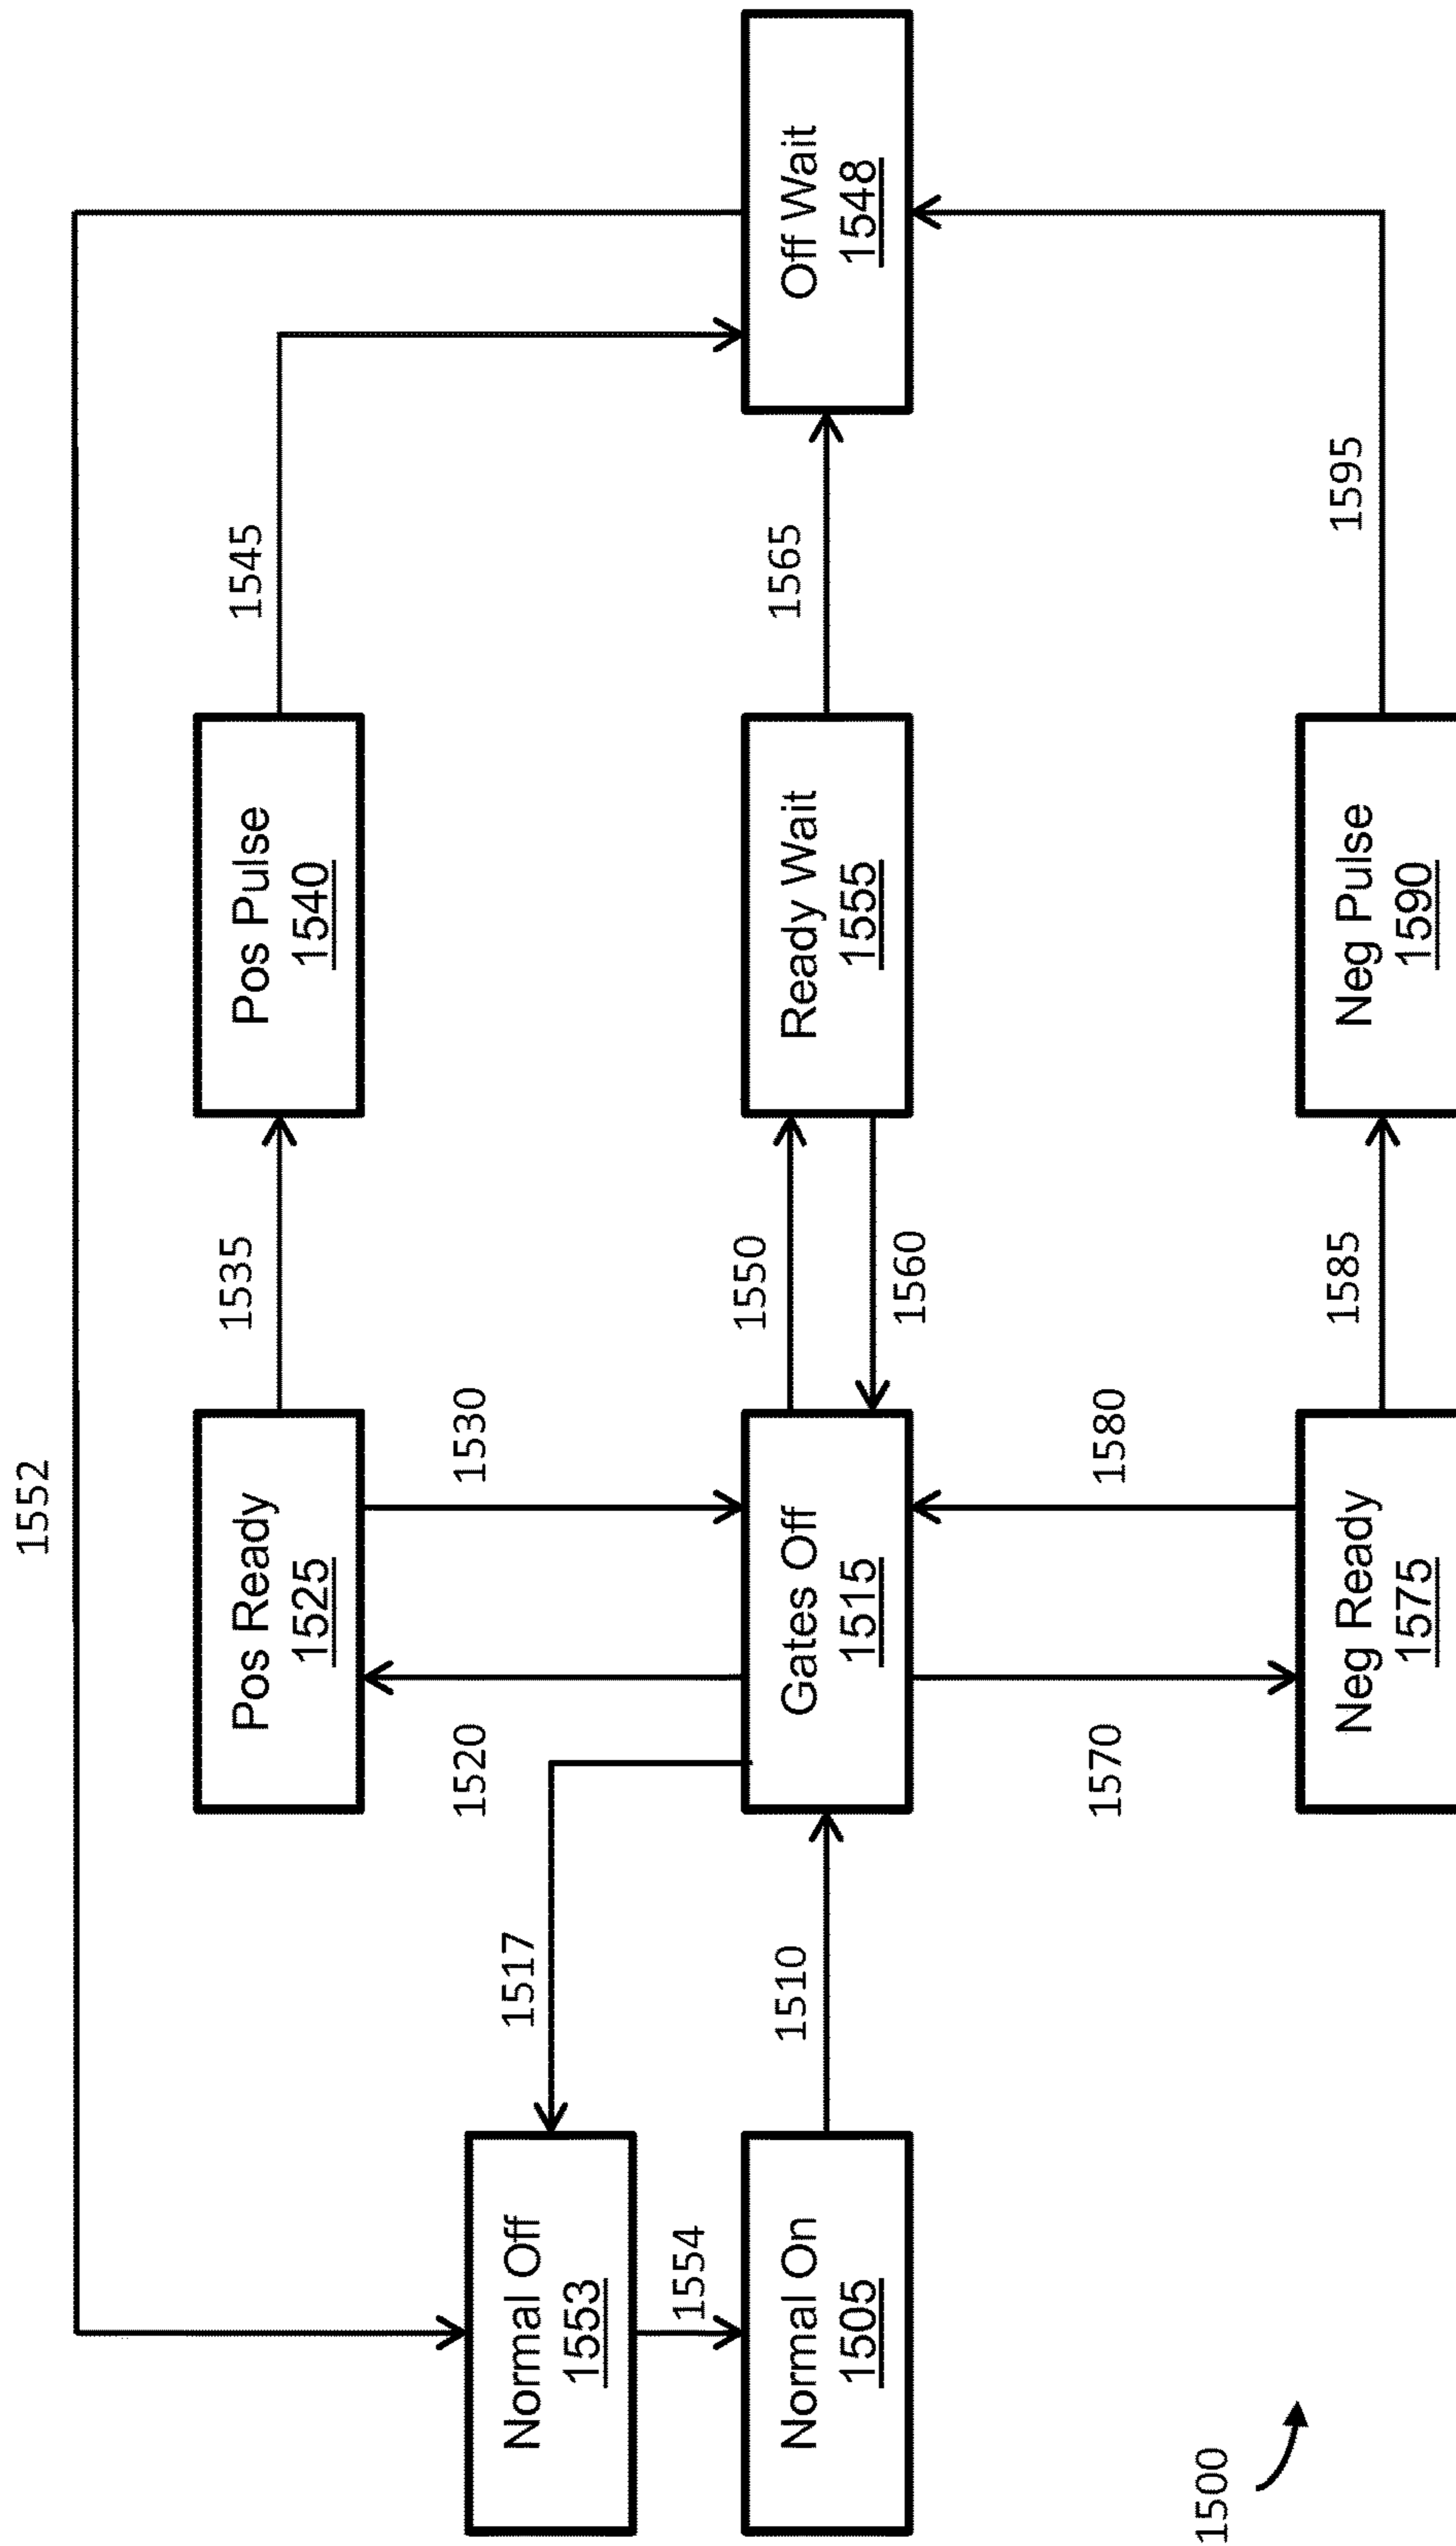 1552
Pos Ready
1525
1535
Pos Pulse
1540
1545
Normal Off
1553
1517
1520
1530
1554
Normal On
1505
1510
Gates Off
1515
1550
1560
Ready Wait
1555
1565
Off Wait
1548
1570
1580
Neg Ready
1575
1585
Neg Pulse
1590
1595
1500